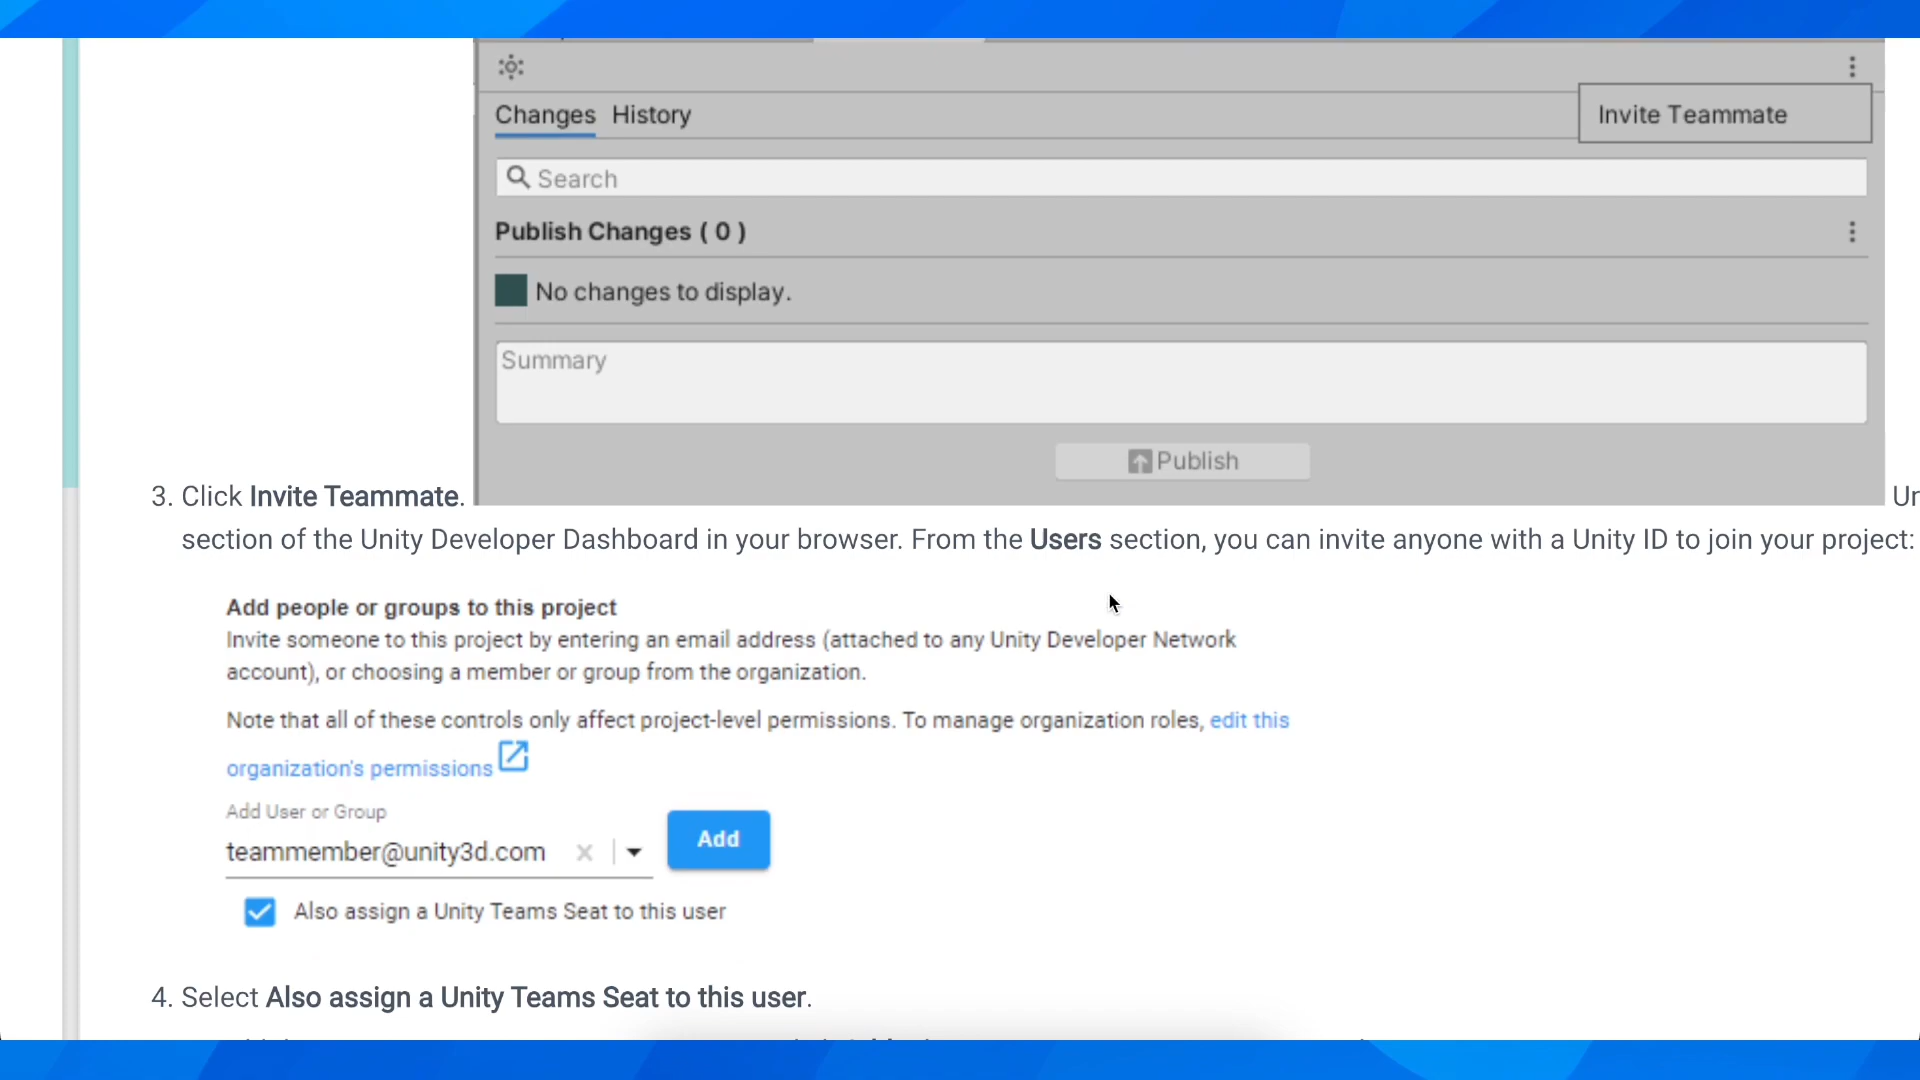 Changes History
Invite Teammate
Search
Publish Changes ( 0 )
No changes to display.
Summary
Publish
3. Click Invite Teammate.
section of the Unity Developer Dashboard in your browser. From the Users section, you can invite anyone with a Unity ID to join your project:
Add people or groups to this project
Invite someone to this project by entering an email address (attached to any Unity Developer Network
account), or choosing a member or group from the organization.
Note that all of these controls only affect project-level permissions. To manage organization roles, edit this
organization's permissions
Add User or Group
teammember@unity3d.com
Add
Also assign a Unity Teams Seat to this user
4. Select Also assign a Unity Teams Seat to this user.